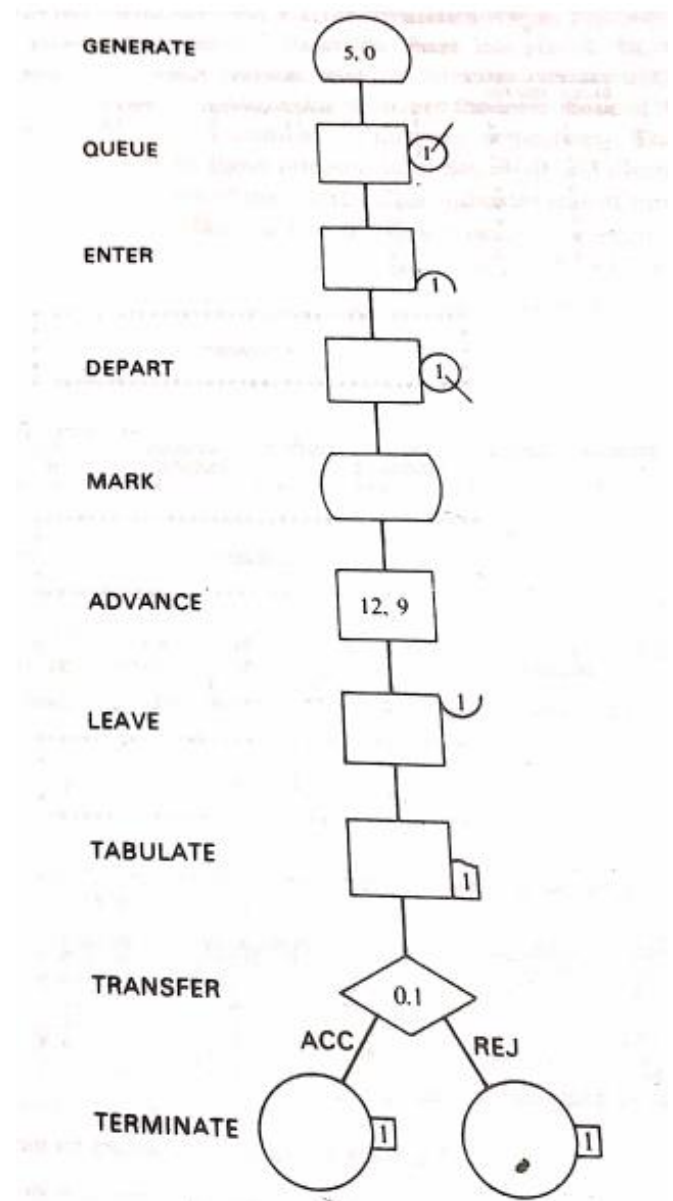 GENERATE 5, 0
QUEUE 1
ENTER 1
DEPART 1
MARK
ADVANCE 12, 9
LEAVE 1
TABULATE 1
TRANSFER 0.1
ACC REJ
TERMINATE 1 1